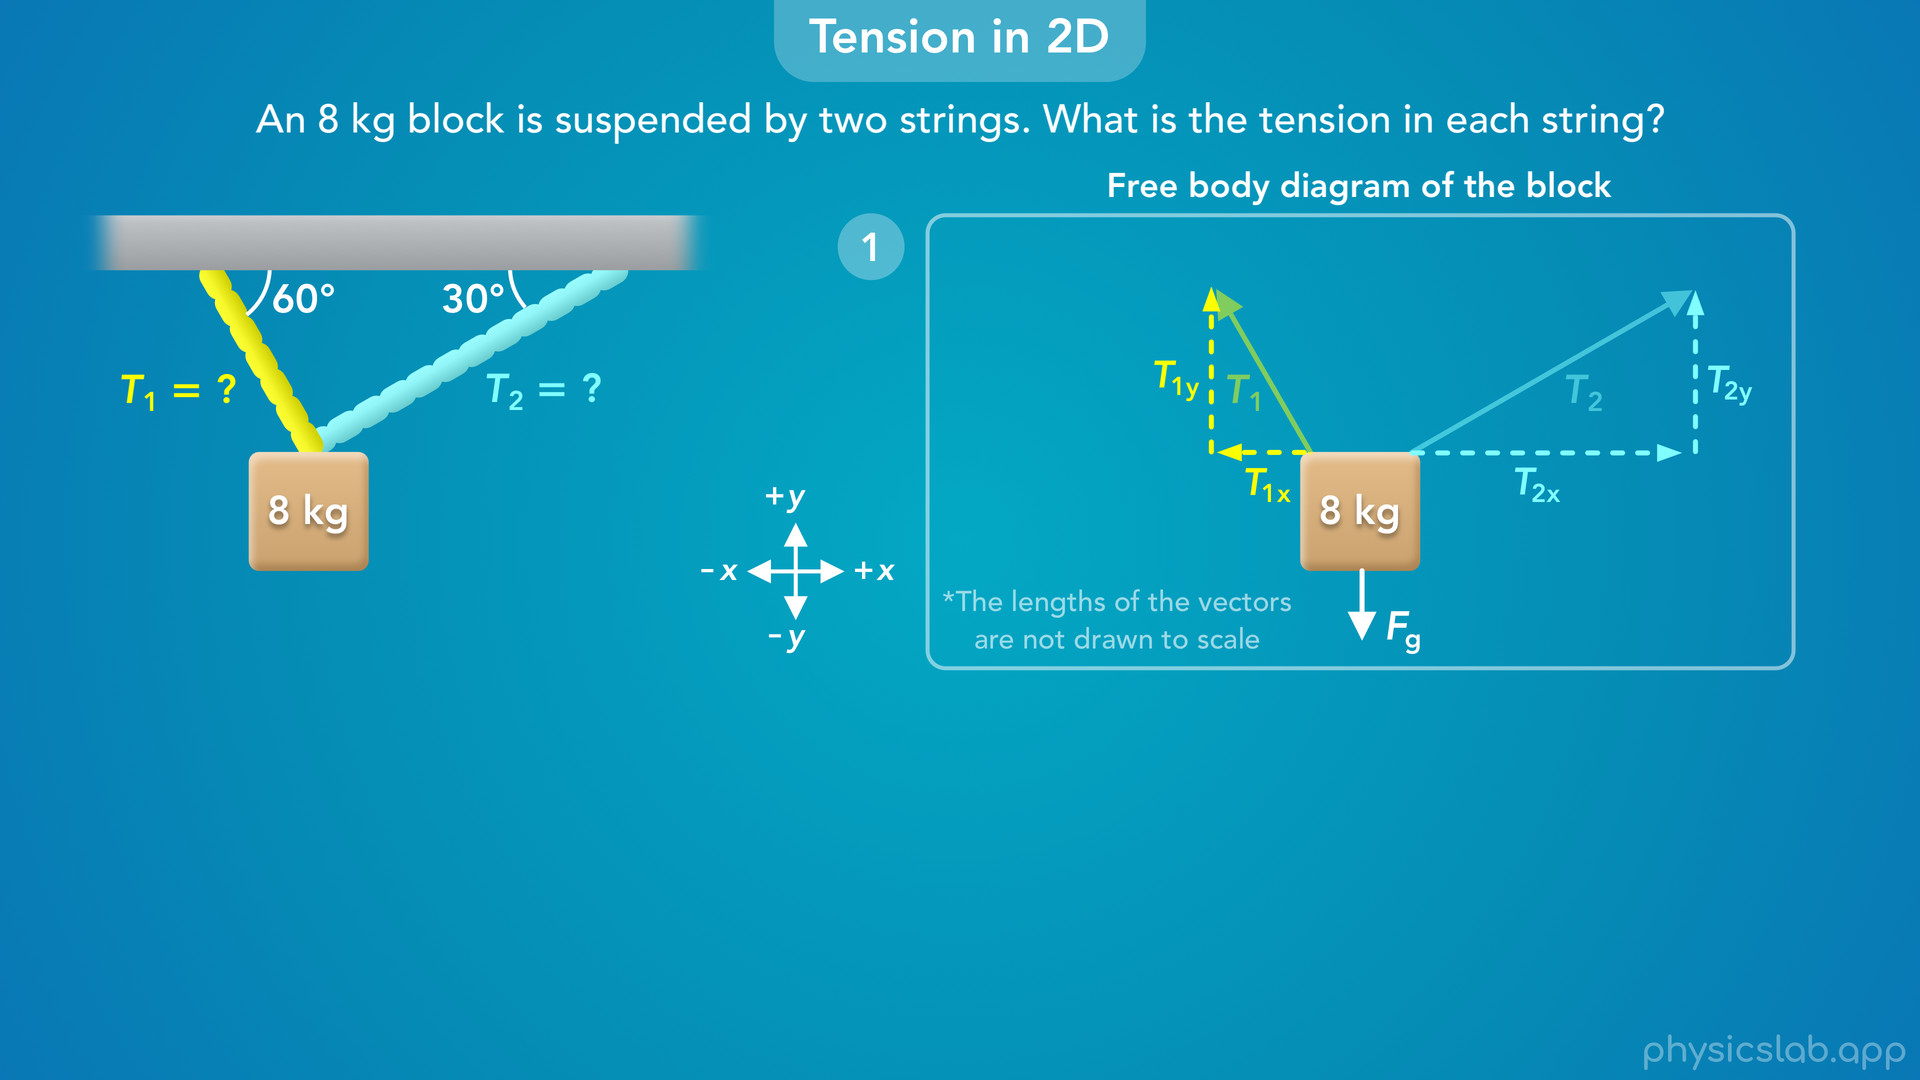 Tension in 2D
An 8 kg block is suspended by two strings. What is the tension in each string?
Free body diagram of the block
1
60°
30°
T1 = ?
T2 = ?
8 kg
+y
-x
+x
-y
T1y
T1
T2
T2y
T1x
T2x
8 kg
*The lengths of the vectors
are not drawn to scale
Fg
physicslab.app